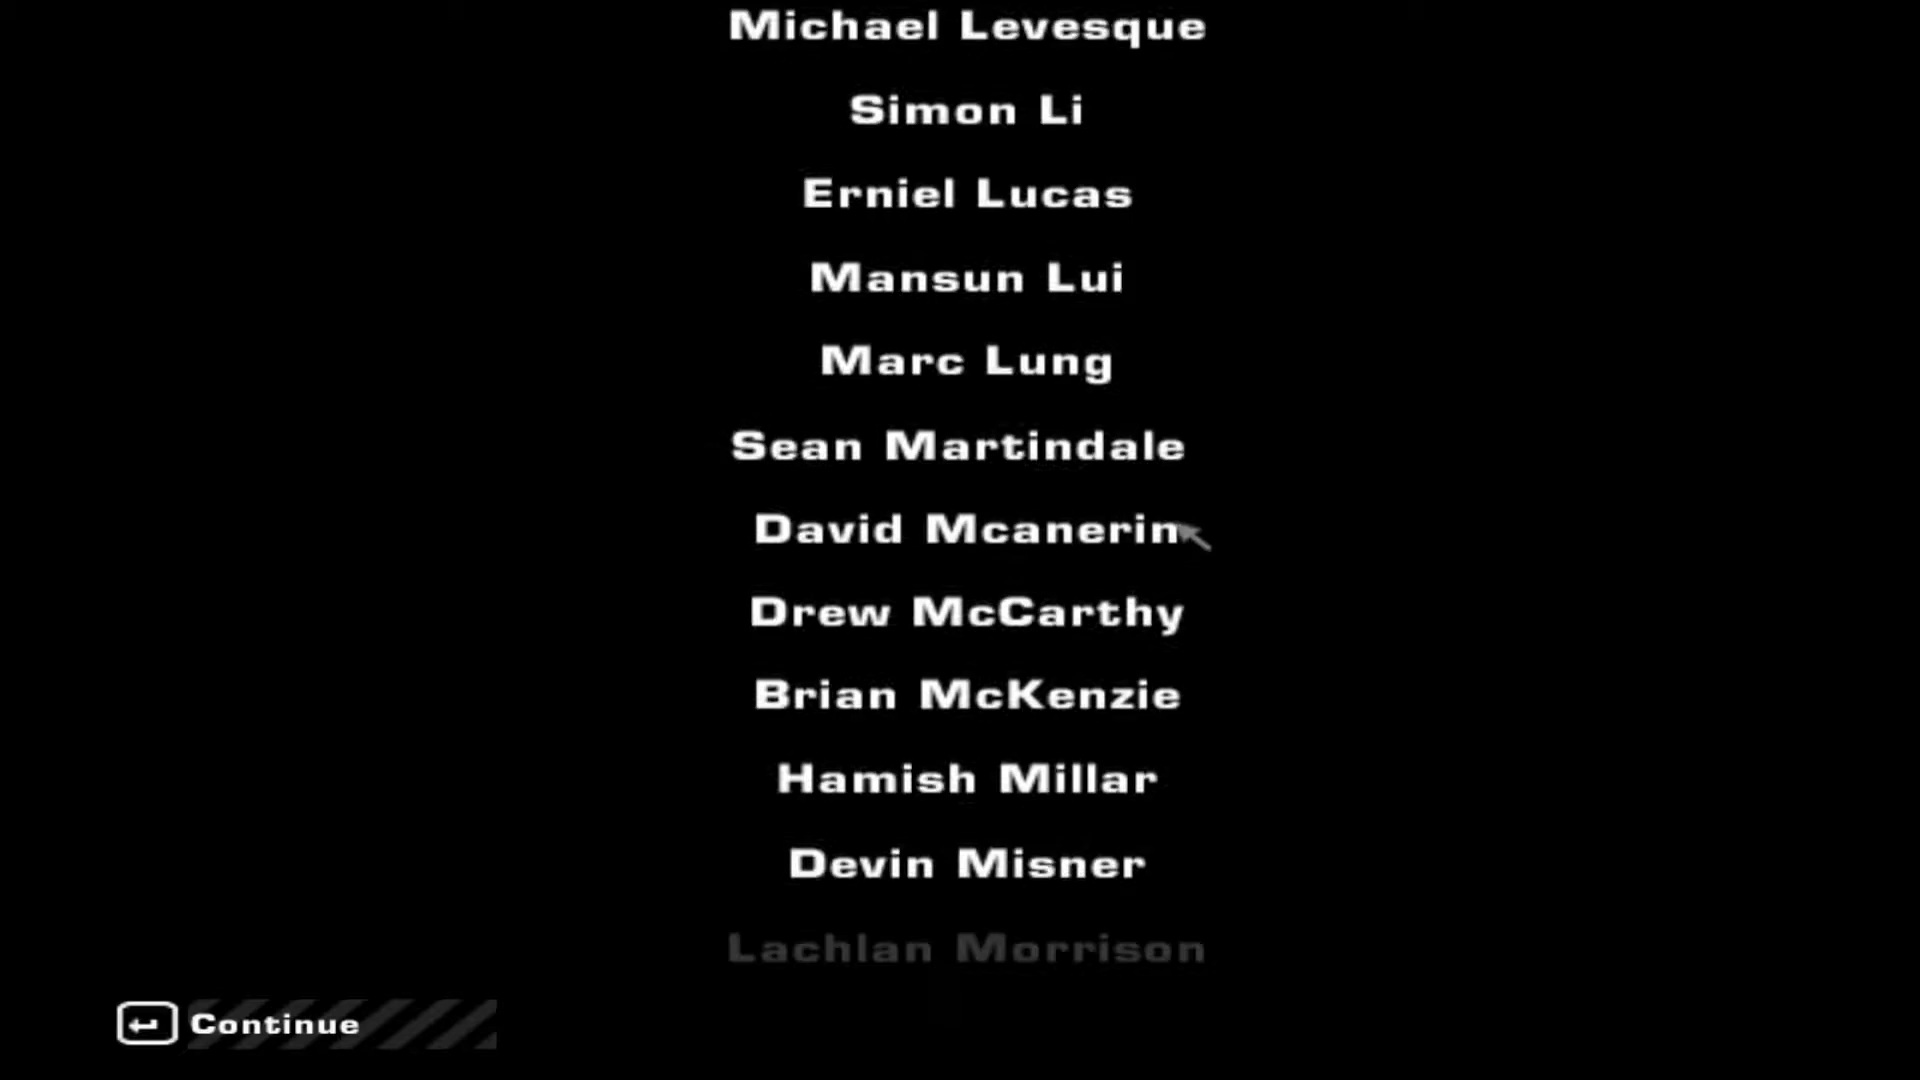 Michael Levesque
Simon Li
Erniel Lucas
Mansun Lui
Marc Lung
Sean Martindale
David Mcanerin
Drew McCarthy
Brian McKenzie
Hamish Millar
Devin Misner
Lachlan Morrison
Continue